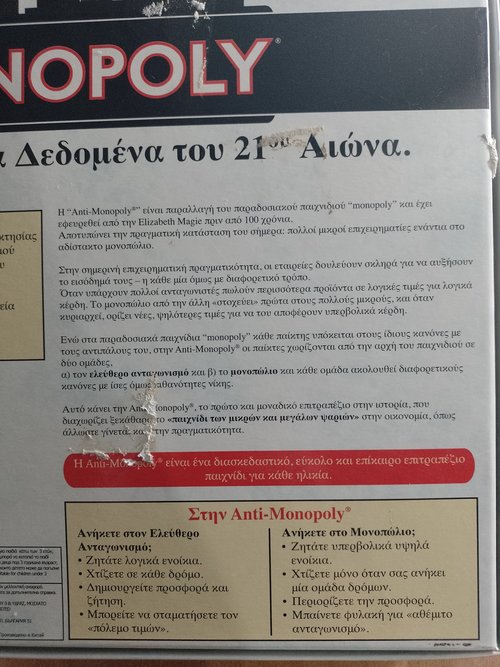 NOPOLY®
α Δεδομένα του 21ου Αιώνα.
Η "Anti-Monopoly®" είναι παραλλαγή του παραδοσιακού παιχνιδιού "monopoly" και έχει
εφευρεθεί από την Elizabeth Magie πριν από 100 χρόνια.
Αποτυπώνει την πραγματική κατάσταση του σήμερα: πολλοί μικροί επιχειρηματίες ενάντια στο
αδίστακτο μονοπώλιο.
Στην σημερινή επιχειρηματική πραγματικότητα, οι εταιρείες δουλεύουν σκληρά για να αυξήσουν
το εισόδημά τους – η κάθε μία όμως με διαφορετικό τρόπο.
Όταν υπάρχουν πολλοί ανταγωνιστές πωλούν περισσότερα προϊόντα σε λογικές τιμές για λογικά
κέρδη. Το μονοπώλιο από την άλλη «στοχεύει» πρώτα στους πολλούς μικρούς, και όταν
κυριαρχεί, ορίζει νέες, ψηλότερες τιμές για να του αποφέρουν υπερβολικά κέρδη.
Ενώ στα παραδοσιακά παιχνίδια "monopoly" κάθε παίκτης υπόκειται στους ίδιους κανόνες με
τους αντιπάλους του, στην Anti-Monopoly® οι παίκτες χωρίζονται από την αρχή του παιχνιδιού σε
δύο ομάδες,
α) τον ελεύθερο ανταγωνισμό και β) το μονοπώλιο και κάθε ομάδα ακολουθεί διαφορετικούς
κανόνες με ίσες όμως πιθανότητες νίκης.
Αυτό κάνει την Anti-Monopoly®, το πρώτο και μοναδικό επιτραπέζιο στην ιστορία, που
διαχωρίζει ξεκάθαρα το «παιχνίδι των μικρών και μεγάλων ψαριών» στην οικονομία, όπως
άλλωστε γίνεται και στην πραγματικότητα.
Η Anti-Monopoly® είναι ένα διασκεδαστικό, εύκολο και επίκαιρο επιτραπέζιο
παιχνίδι για κάθε ηλικία.
κτησίας
μού
υ
εία
Στην Anti-Monopoly®
Ανήκετε στον Ελεύθερο
Ανταγωνισμό;
• Ζητάτε λογικά ενοίκια.
• Χτίζετε σε κάθε δρόμο.
• Δημιουργείτε προσφορά και
ζήτηση.
• Μπορείτε να σταματήσετε τον
«πόλεμο τιμών».
Ανήκετε στο Μονοπώλιο;
• Ζητάτε υπερβολικά υψηλά
ενοίκια.
• Χτίζετε μόνο όταν σας ανήκει
μία ομάδα δρόμων.
• Περιορίζετε την προσφορά.
• Μπαίνετε φυλακή για «αθέμιτο
ανταγωνισμό».